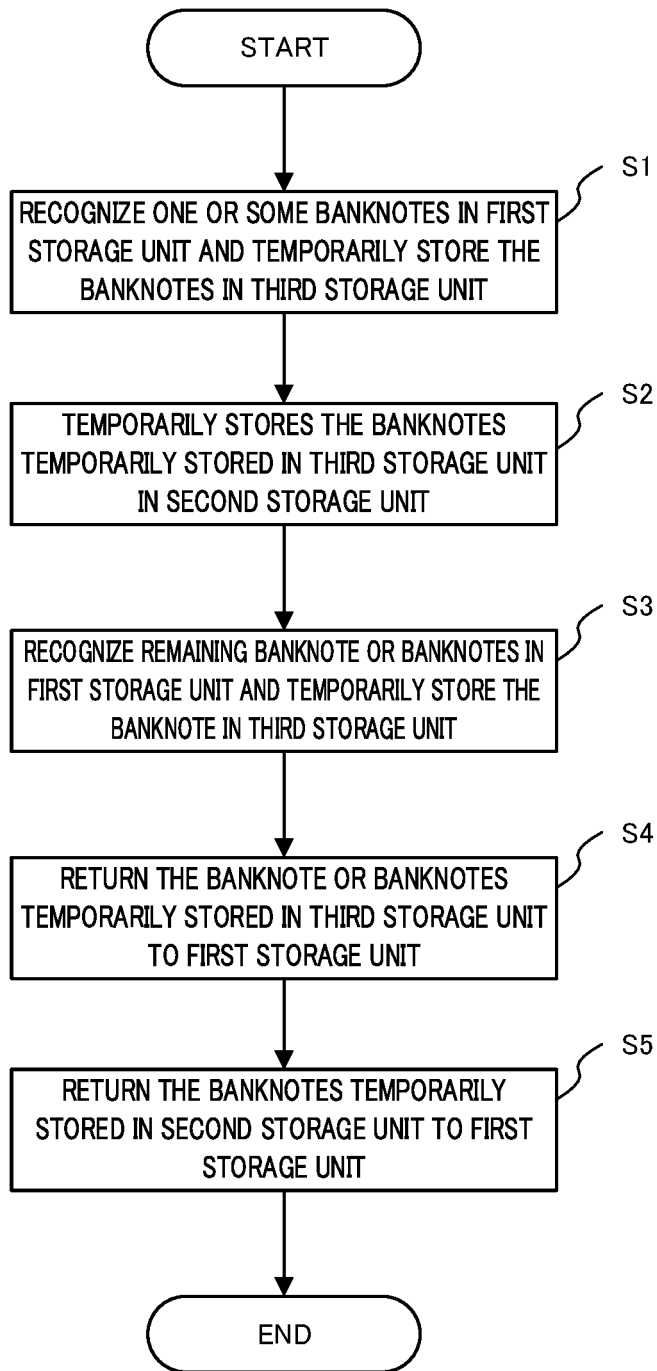 START
S1
RECOGNIZE ONE OR SOME BANKNOTES IN FIRST
STORAGE UNIT AND TEMPORARILY STORE THE
BANKNOTES IN THIRD STORAGE UNIT
S2
TEMPORARILY STORES THE BANKNOTES
TEMPORARILY STORED IN THIRD STORAGE UNIT
IN SECOND STORAGE UNIT
S3
RECOGNIZE REMAINING BANKNOTE OR BANKNOTES IN
FIRST STORAGE UNIT AND TEMPORARILY STORE THE
BANKNOTE IN THIRD STORAGE UNIT
S4
RETURN THE BANKNOTE OR BANKNOTES
TEMPORARILY STORED IN THIRD STORAGE UNIT
TO FIRST STORAGE UNIT
S5
RETURN THE BANKNOTES TEMPORARILY
STORED IN SECOND STORAGE UNIT TO FIRST
STORAGE UNIT
END